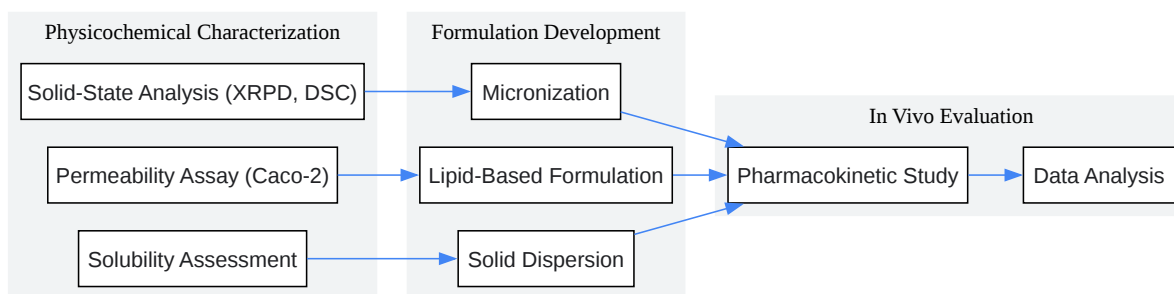 Physicochemical Characterization
Formulation Development
Solid-State Analysis (XRPD, DSC)
Micronization
In Vivo Evaluation
Permeability Assay (Caco-2)
Lipid-Based Formulation
Pharmacokinetic Study
Data Analysis
Solubility Assessment
Solid Dispersion